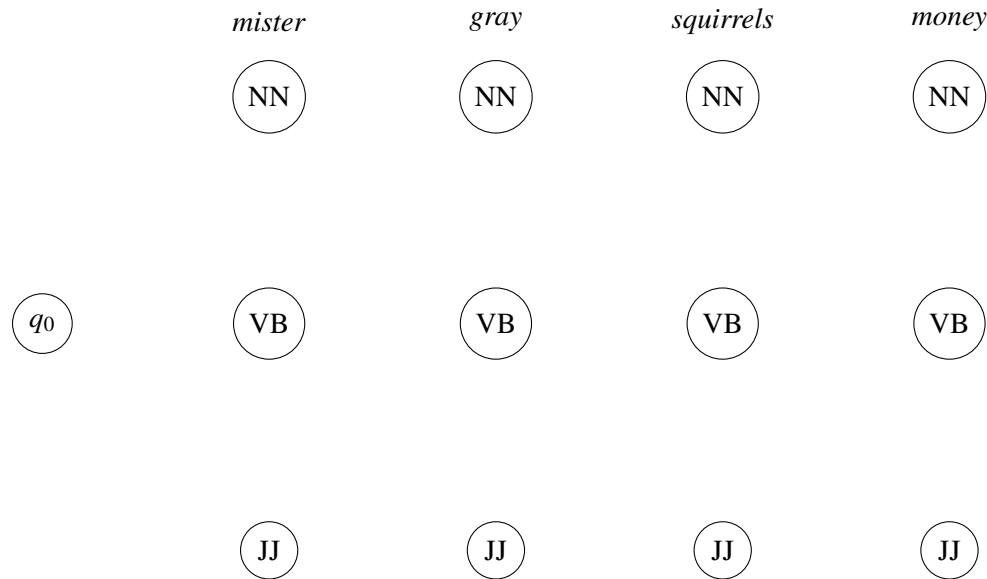 mister gray squirrels money
NN NN NN NN
q0 VB VB VB VB
JJ JJ JJ JJ